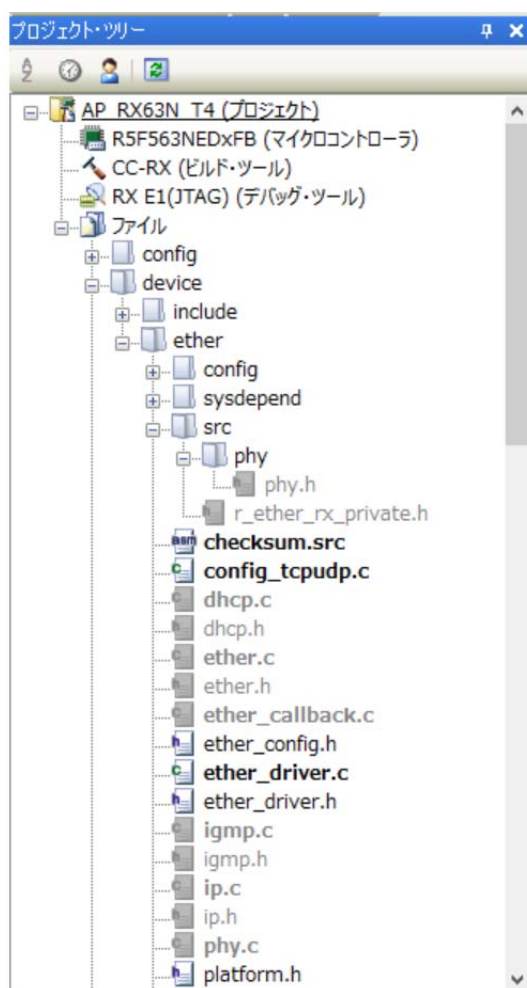 プロジェクト・ツリー
AP_RX63N_T4 (プロジェクト)
R5F563NEDxFB (マイクロコントローラ)
CC-RX (ビルド・ツール)
RX E1(JTAG) (デバッグ・ツール)
ファイル
config
device
include
ether
config
sysdepend
src
phy
phy.h
r_ether_rx_private.h
asm checksum.src
c config_tcpudp.c
c dhcp.c
h dhcp.h
c ether.c
h ether.h
c ether_callback.c
h ether_config.h
c ether_driver.c
h ether_driver.h
c igmp.c
h igmp.h
c ip.c
h ip.h
c phy.c
h platform.h